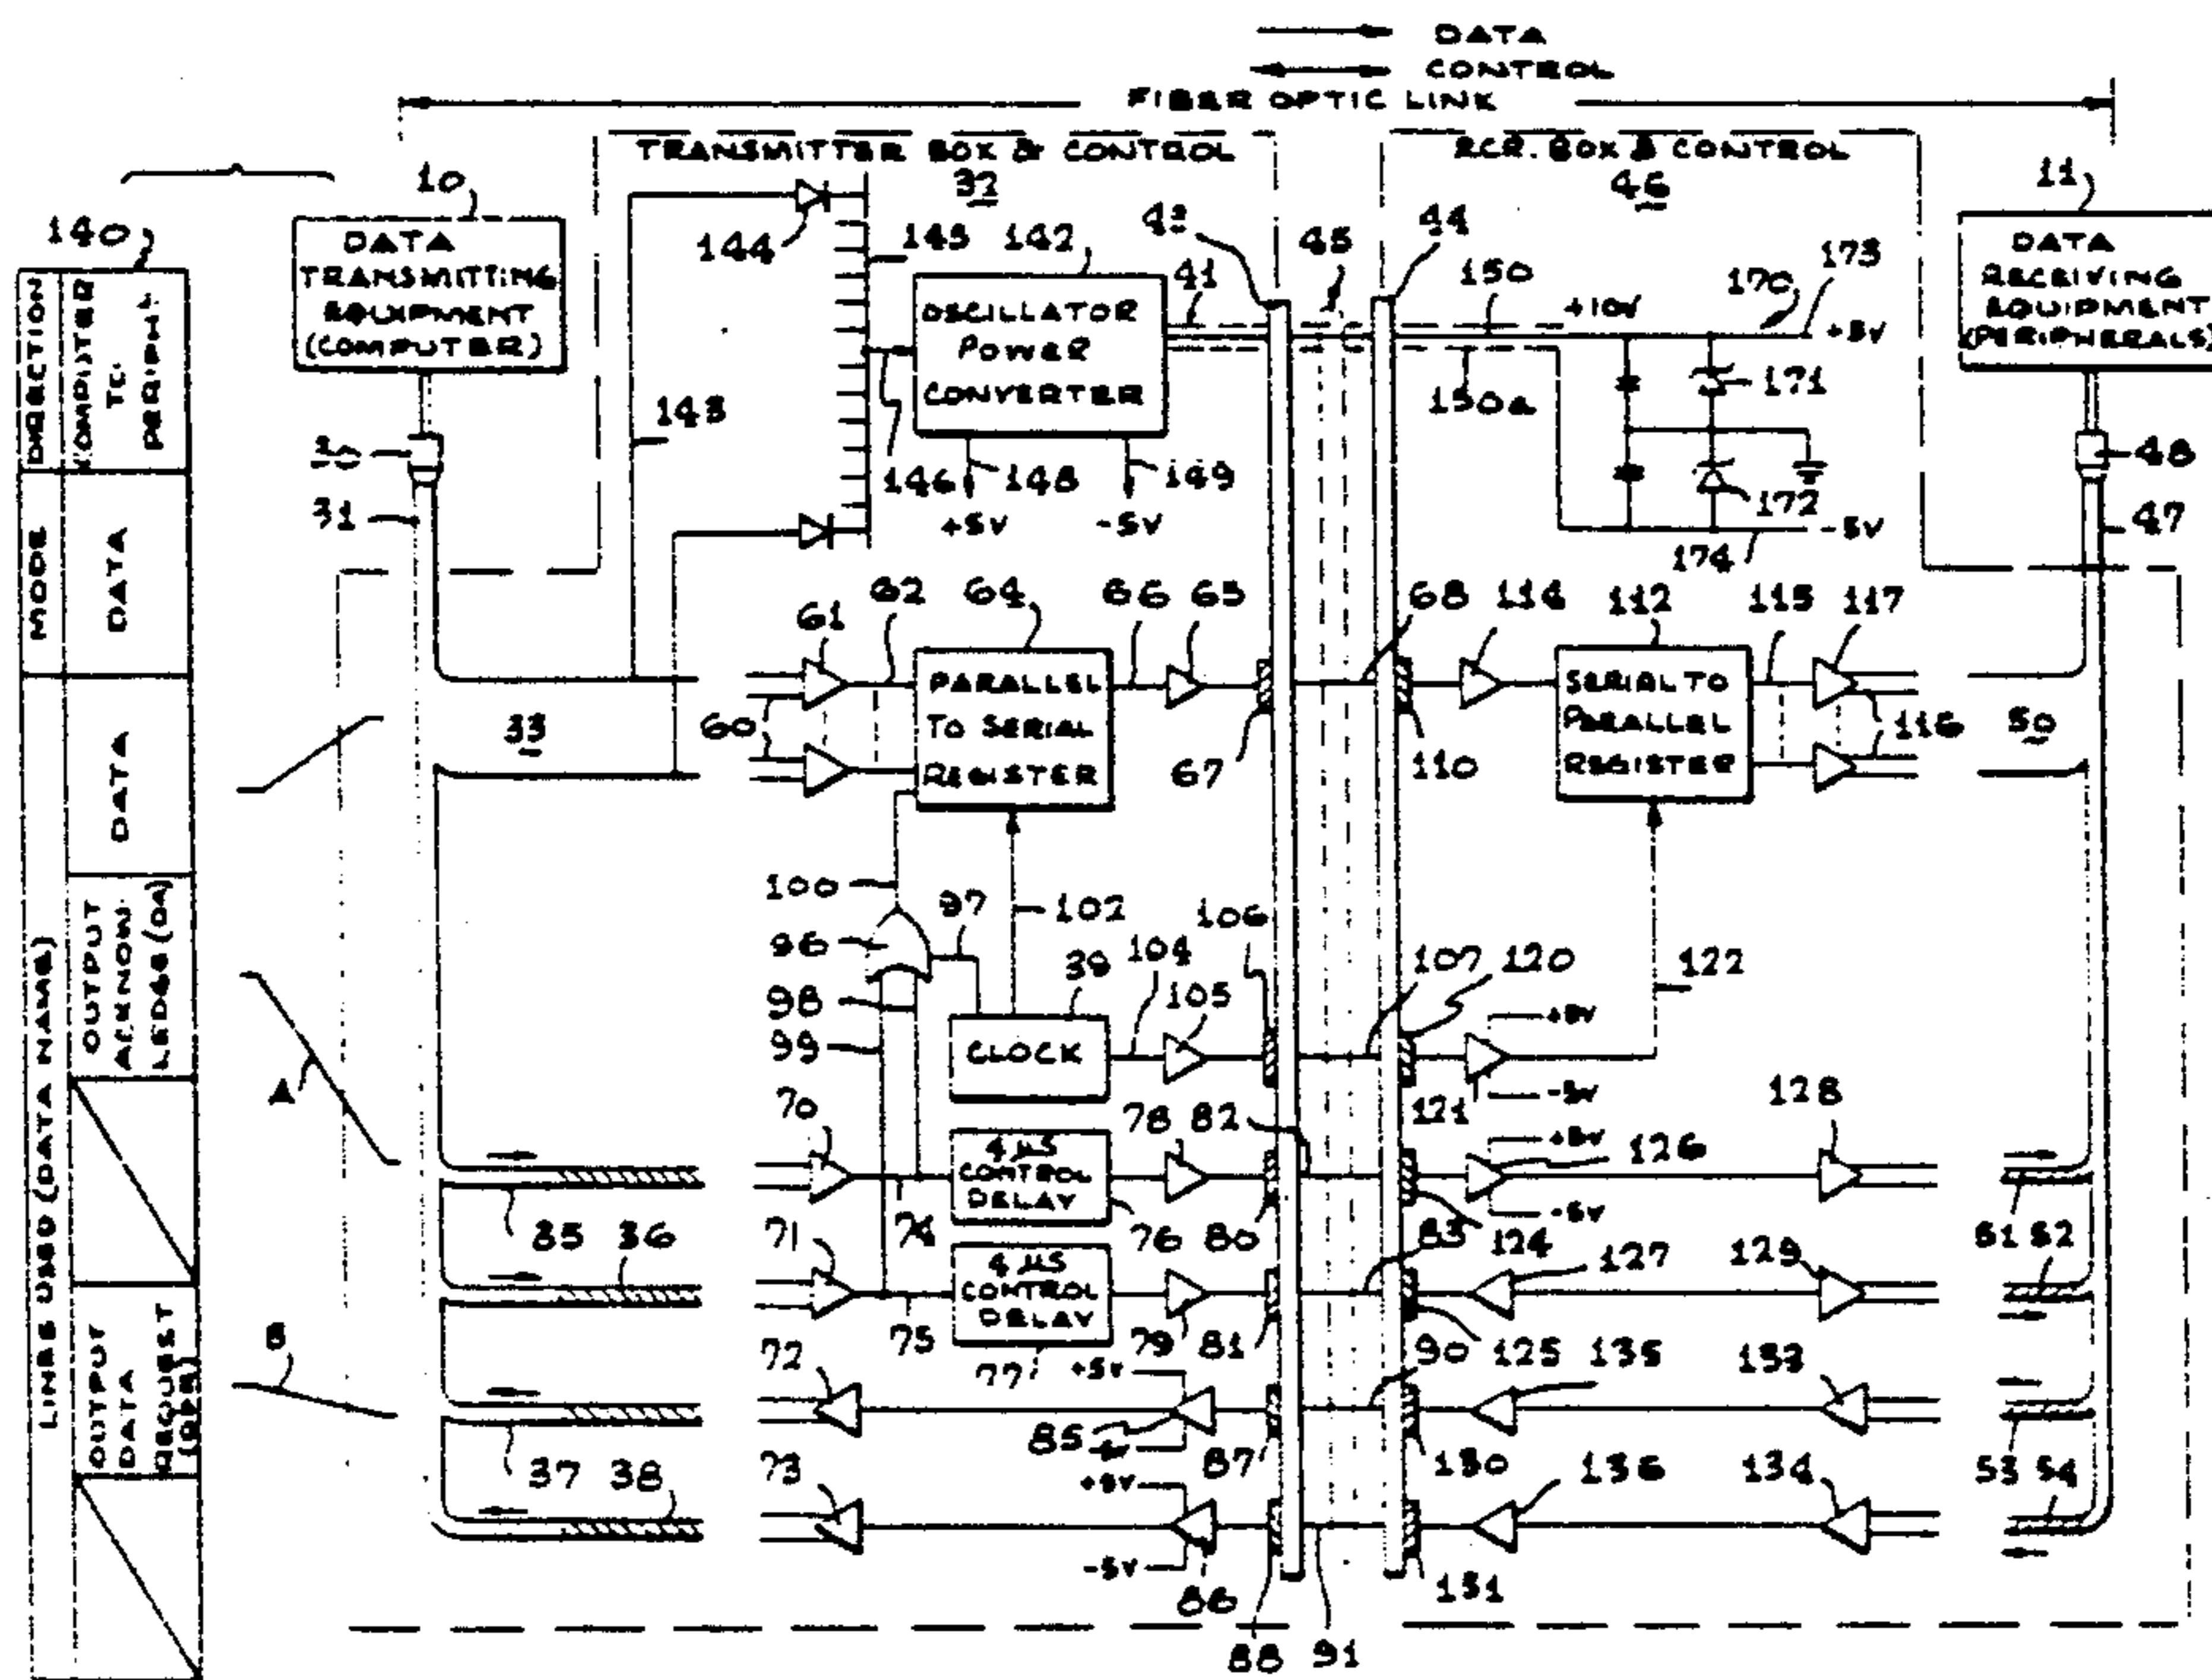 DATA
CONTROL
FIBER OPTIC LINK
TRANSMITTER BOX & CONTROL
32
RCR. BOX & CONTROL
46
10
11
140
DATA
TRANSMITTING
EQUIPMENT
(COMPUTER)
DATA
RECEIVING
EQUIPMENT
(PERIPHERALS)
144
145
142
41
45
44
150
+10V
170
173
+5V
OSCILLATOR
POWER
CONVERTER
143
150a
171
146
148
149
+5V
-5V
172
174
-5V
48
47
31
DIRECTION
COMPUTER
TO
PERIPH.
MODE
DATA
LINES USED (DATA NAME)
DATA
OUTPUT
ACKNOW-
LEDGE (OA)
OUTPUT
DATA
REQUEST
61
62
64
66
65
68
114
112
115
117
33
60
PARALLEL
TO SERIAL
REGISTER
67
110
SERIAL TO
PARALLEL
REGISTER
116
50
100
97
102
106
96
98
99
39
104
105
107
120
122
CLOCK
+5V
-5V
121
A
70
4 µS
CONTROL
DELAY
78
82
+5V
-5V
126
128
35
36
71
74
76
80
83
124
127
129
51
52
4 µS
CONTROL
DELAY
75
77
79
81
90
125
135
133
B
72
+5V
85
-5V
87
130
136
134
53
54
37
38
73
+5V
-5V
86
88
91
131